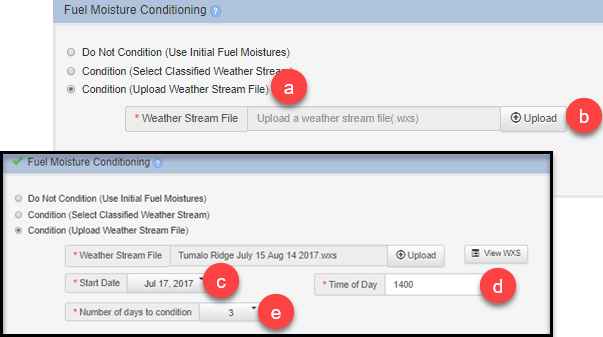 Fuel Moisture Conditioning ?
Do Not Condition (Use Initial Fuel Moistures)
Condition (Select Classified Weather Stream)
Condition (Upload Weather Stream File) a
* Weather Stream File Upload a weather stream file(.wxs) Upload b
Fuel Moisture Conditioning ?
Do Not Condition (Use Initial Fuel Moistures)
Condition (Select Classified Weather Stream)
Condition (Upload Weather Stream File)
* Weather Stream File Tumalo Ridge July 15 Aug 14 2017.wxs Upload View WXS
* Start Date Jul 17, 2017 c * Time of Day 1400 d
* Number of days to condition 3 e